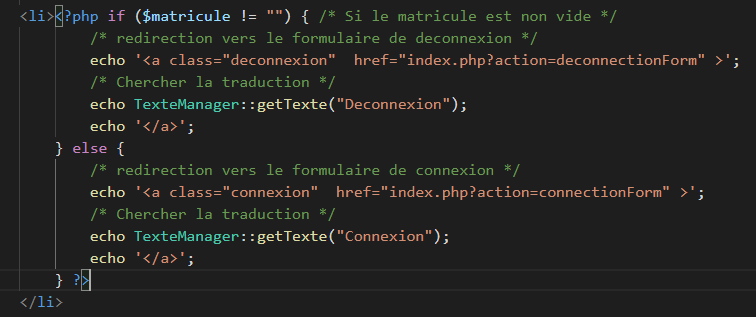 <li><?php if ($matricule != "") { /* Si le matricule est non vide */
/* redirection vers le formulaire de deconnexion */
echo '<a class="deconnexion"  href="index.php?action=deconnectionForm" >';
/* Chercher la traduction */
echo TexteManager::getTexte("Deconnexion");
echo '</a>';
} else {
/* redirection vers le formulaire de connexion */
echo '<a class="connexion"  href="index.php?action=connectionForm" >';
/* Chercher la traduction */
echo TexteManager::getTexte("Connexion");
echo '</a>';
} ?>
</li>